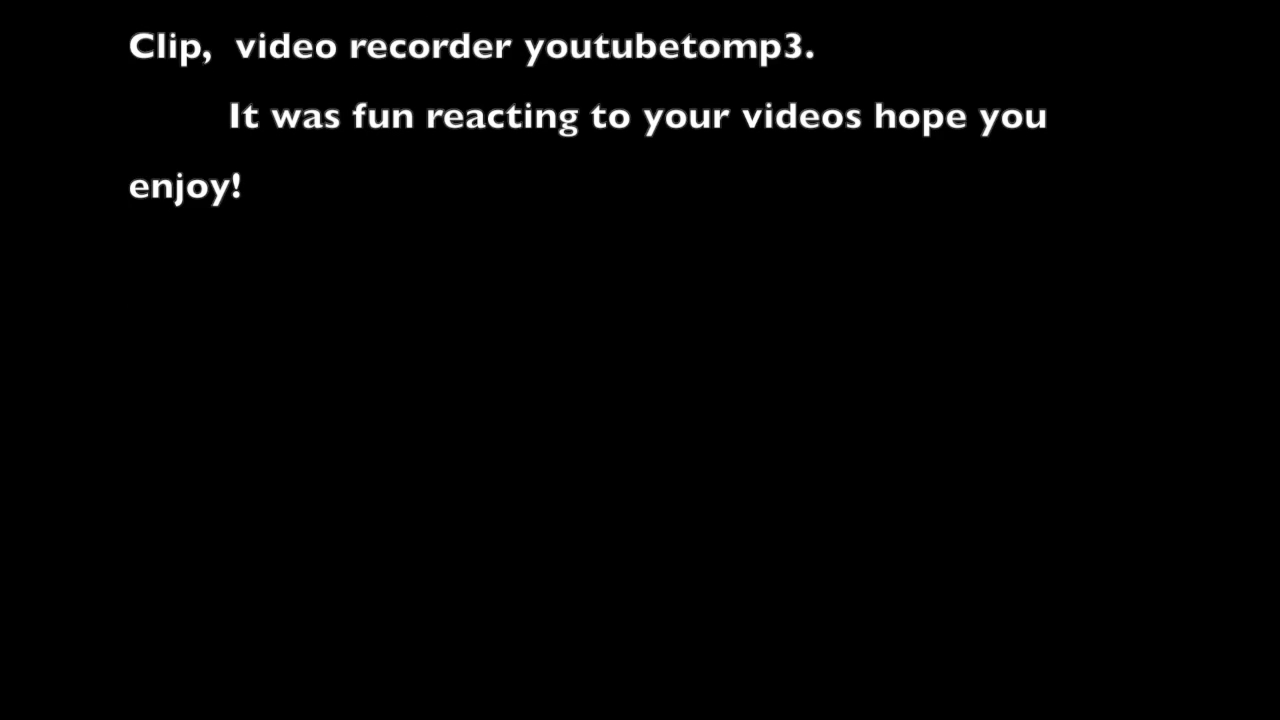 Clip,  video recorder youtubetomp3.
It was fun reacting to your videos hope you
enjoy!